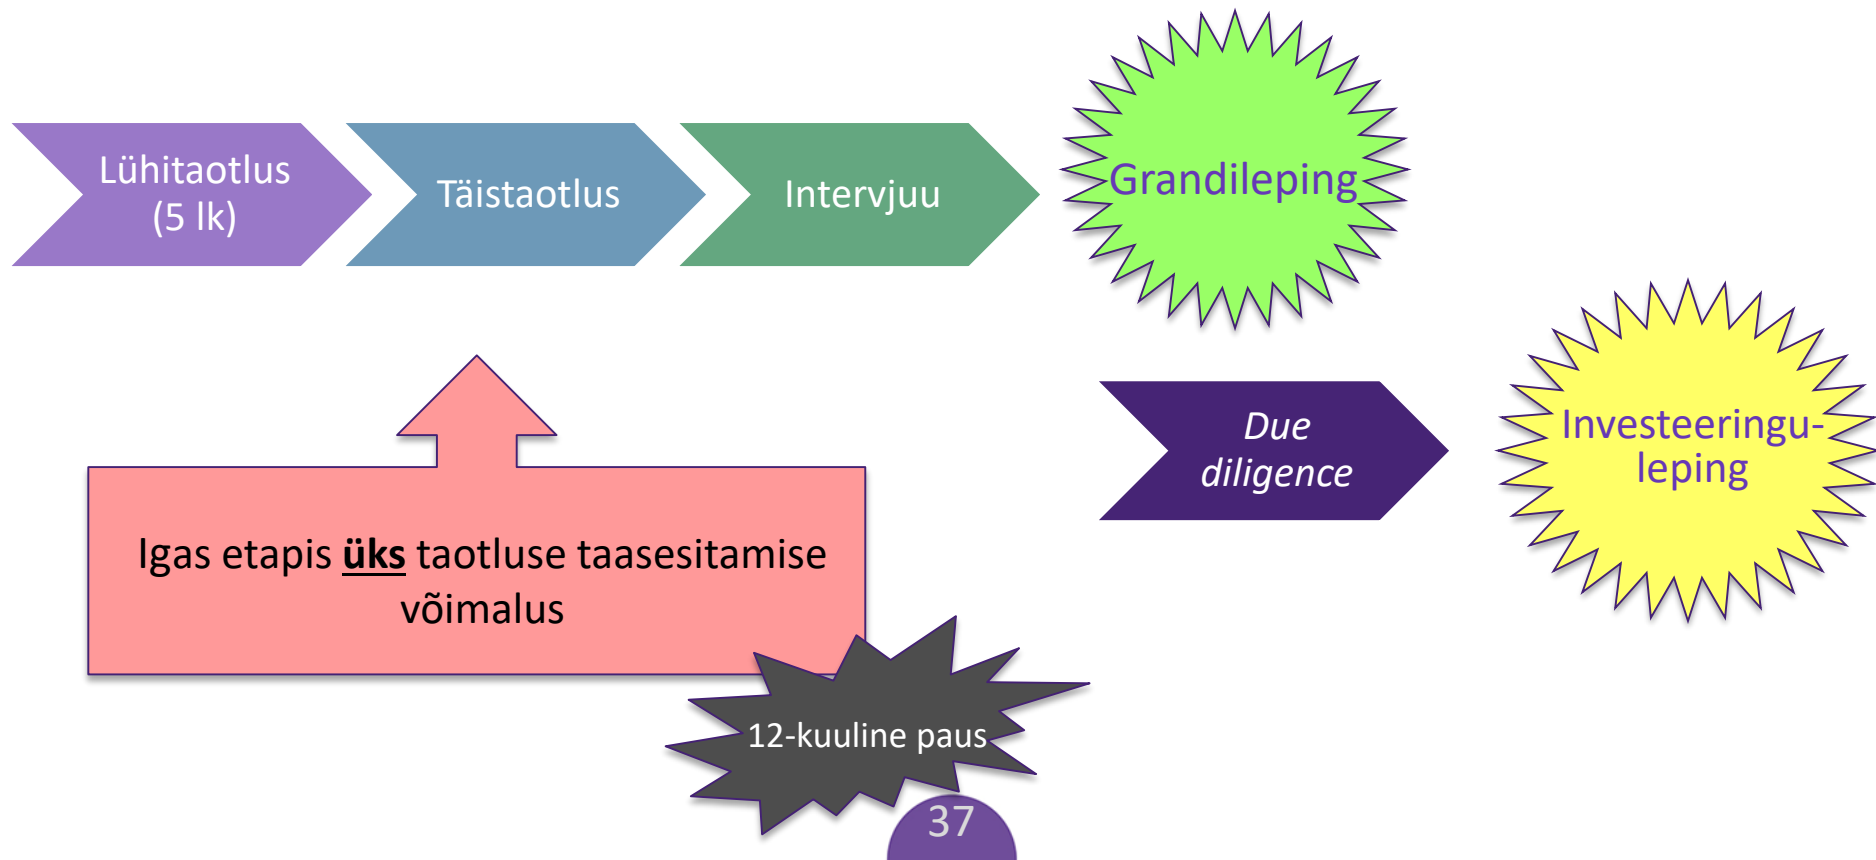 Lühitaotlus
(5 lk)
Täistaotlus
Intervjuu
Grandileping
Due
diligence
Investeeringu-
leping
Igas etapis üks taotluse taasesitamise
võimalus
12-kuuline paus
37